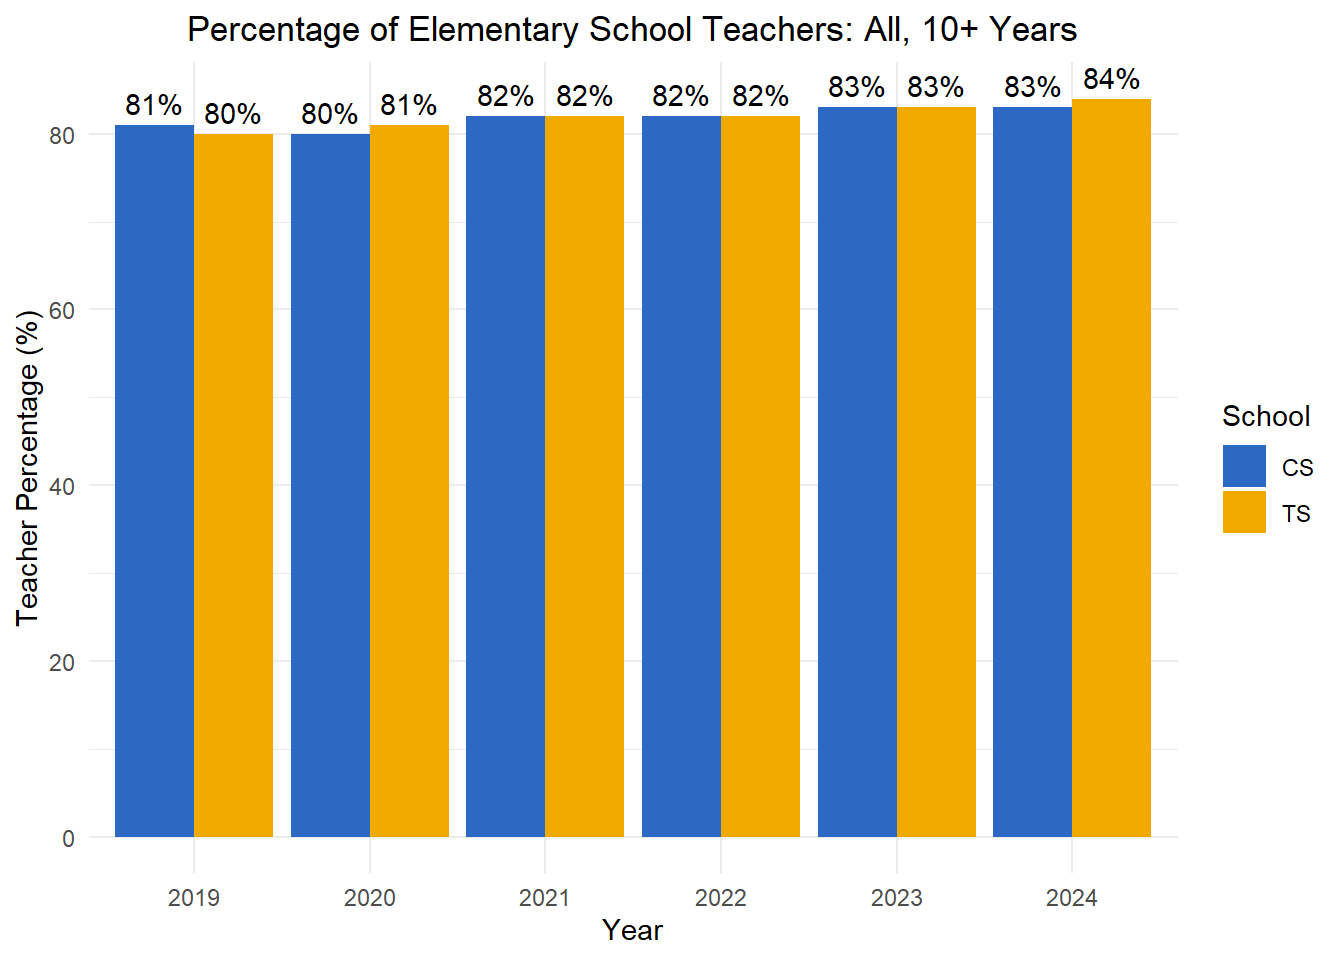 Percentage of Elementary School Teachers: All, 10+ Years
81% 80% 80% 81% 82% 82% 82% 82% 83% 83% 83% 84%
80
60
40
20
0
Teacher Percentage (%)
2019 2020 2021 2022 2023 2024
Year
School
CS
TS